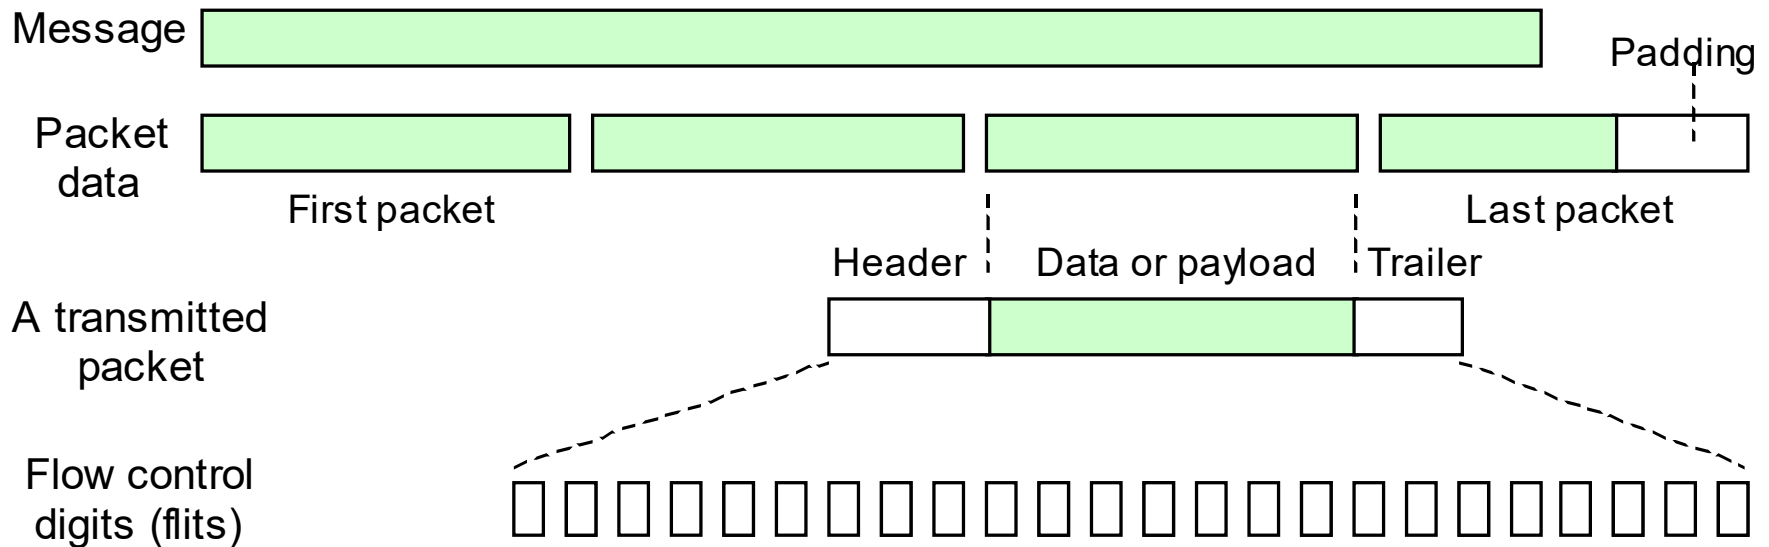 Message
Padding
Packet
data
First packet
Last packet
Header
Data or payload
Trailer
A transmitted
packet
Flow control
digits (flits)